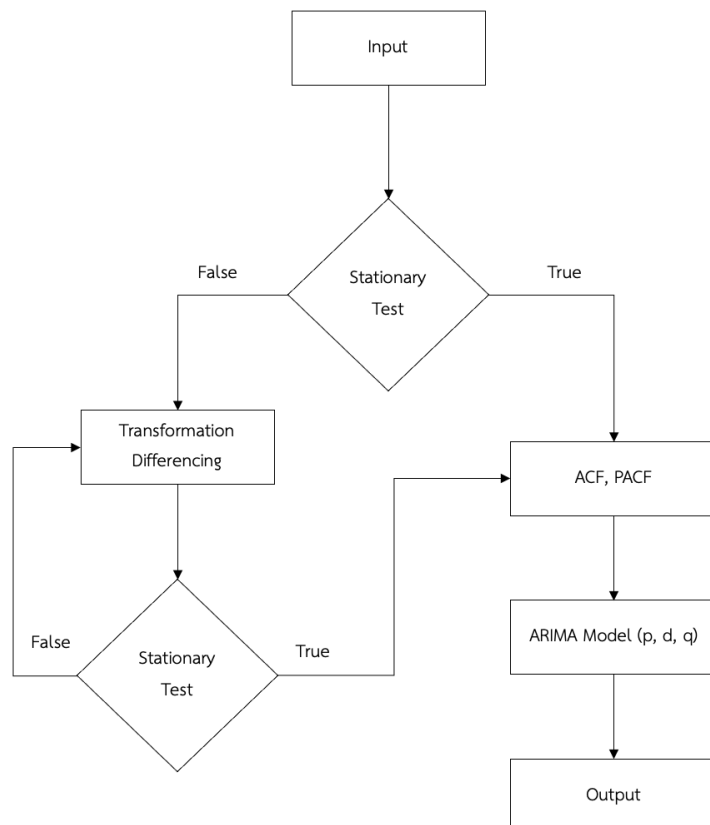 Input
False
Stationary
Test
True
Transformation
Differencing
ACF, PACF
False
Stationary
Test
True
ARIMA Model (p, d, q)
Output